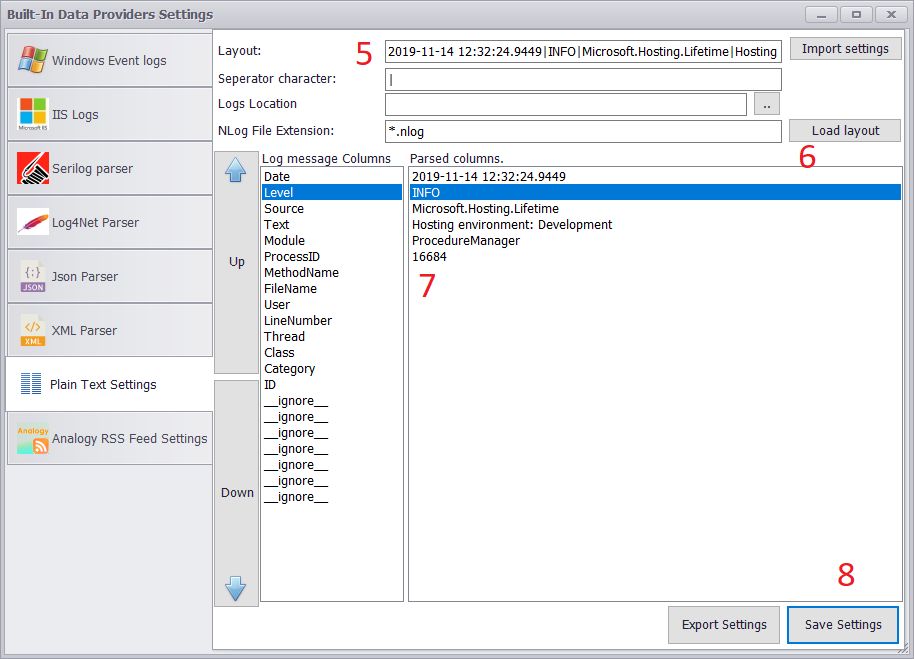 Built-In Data Providers Settings
Windows Event logs
Microsoft IIS
IIS Logs
Serilog parser
Log4Net Parser
{:}
JSON
Json Parser
</>
XML
XML Parser
Plain Text Settings
Analogy
Analogy RSS Feed Settings
Layout:
5
2019-11-14 12:32:24.9449|INFO|Microsoft.Hosting.Lifetime|Hosting
Import settings
Seperator character:
|
Logs Location
..
NLog File Extension:
*.nlog
Load layout
6
Up
Down
Log message Columns
Date
Level
Source
Text
Module
ProcessID
MethodName
FileName
User
LineNumber
Thread
Class
Category
ID
__ignore__
__ignore__
__ignore__
__ignore__
__ignore__
__ignore__
__ignore__
Parsed columns.
2019-11-14 12:32:24.9449
INFO
Microsoft.Hosting.Lifetime
Hosting environment: Development
ProcedureManager
16684
7
8
Export Settings
Save Settings